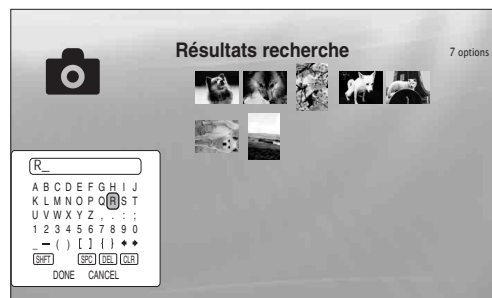 Résultats recherche
7 options
R_
A B C D E F G H I J
K L M N O P Q R S T
U V W X Y Z , . : ;
1 2 3 4 5 6 7 8 9 0
_ – ( ) [ ] { }
SHFT SPC DEL CLR
DONE CANCEL